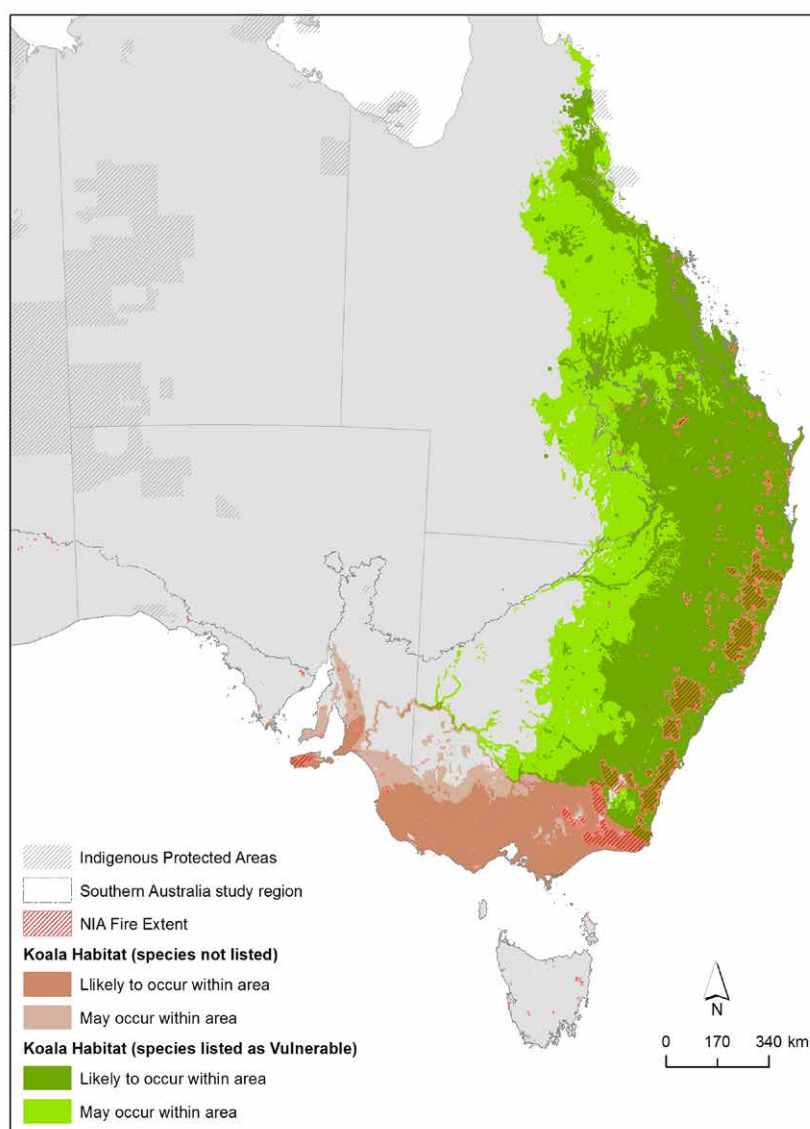 Indigenous Protected Areas
Southern Australia study region
NIA Fire Extent
Koala Habitat (species not listed)
Llikely to occur within area
May occur within area
Koala Habitat (species listed as Vulnerable)
Likely to occur within area
May occur within area
N
0 170 340 km